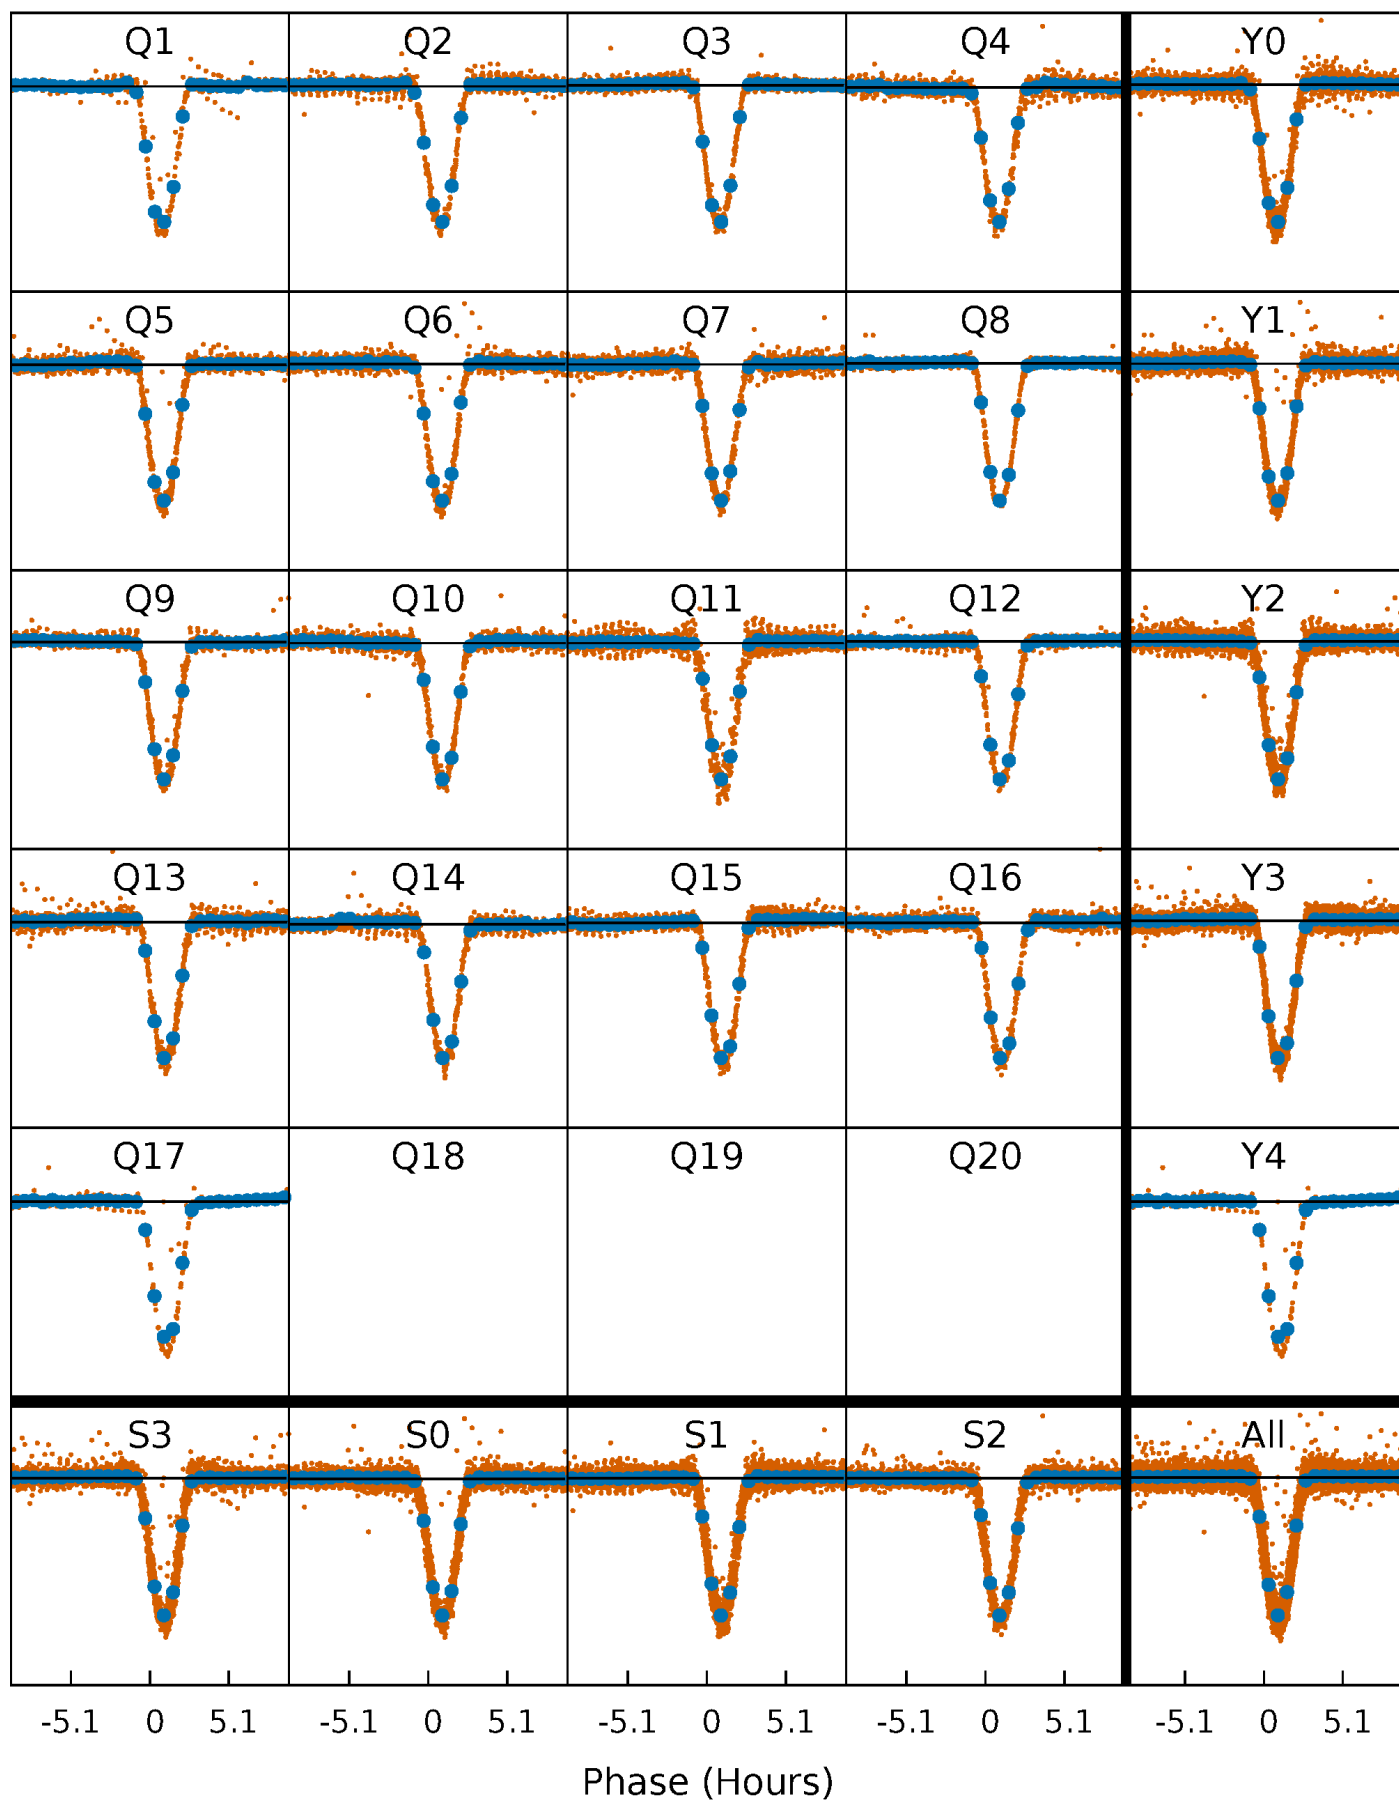 Q1 Q2 Q3 Q4 Y0
Q5 Q6 Q7 Q8 Y1
Q9 Q10 Q11 Q12 Y2
Q13 Q14 Q15 Q16 Y3
Q17 Q18 Q19 Q20 Y4
S3 S0 S1 S2 All
-5.1 0 5.1 -5.1 0 5.1 -5.1 0 5.1 -5.1 0 5.1 -5.1 0 5.1
Phase (Hours)